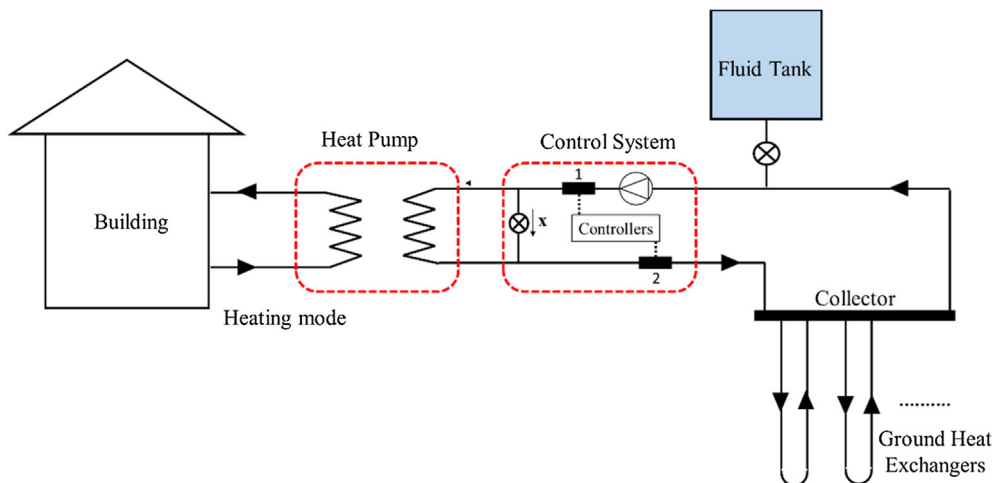 Fluid Tank
Heat Pump
Control System
1
Building
x
Controllers
2
Heating mode
Collector
Ground Heat
Exchangers